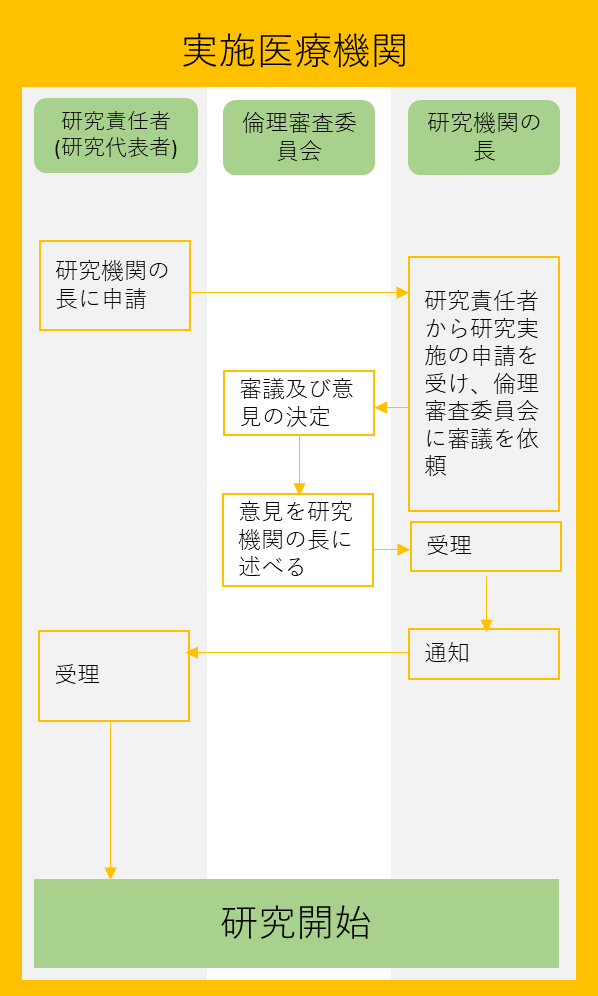 実施医療機関
研究責任者
(研究代表者)
倫理審査委
員会
研究機関の
長
研究機関の
長に申請
研究責任者
から研究実
施の申請を
受け、倫理
審査委員会
に審議を依
頼
審議及び意
見の決定
意見を研究
機関の長に
述べる
受理
通知
受理
研究開始